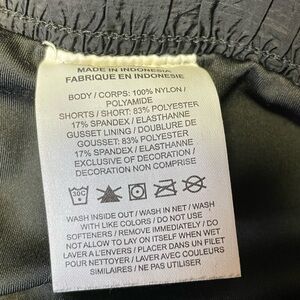 MADE IN INDONESIA
FABRIQUE EN INDONESIE
BODY / CORPS: 100% NYLON /
POLYAMIDE
SHORTS / SHORT: 83% POLYESTER
17% SPANDEX / ELASTHANNE
GUSSET LINING / DOUBLURE DE
GOUSSET: 83% POLYESTER
17% SPANDEX / ELASTHANNE
EXCLUSIVE OF DECORATION /
DECORATION NON COMPRISE
30C
WASH INSIDE OUT / WASH IN NET / WASH
WITH LIKE COLORS / DO NOT USE
SOFTENERS / REMOVE IMMEDIATELY / DO
NOT ALLOW TO LAY ON ITSELF WHEN WET
LAVER A L'ENVERS / PLACER DANS UN FILET
POUR NETTOYER / LAVER AVEC COULEURS
SIMILAIRES / NE PAS